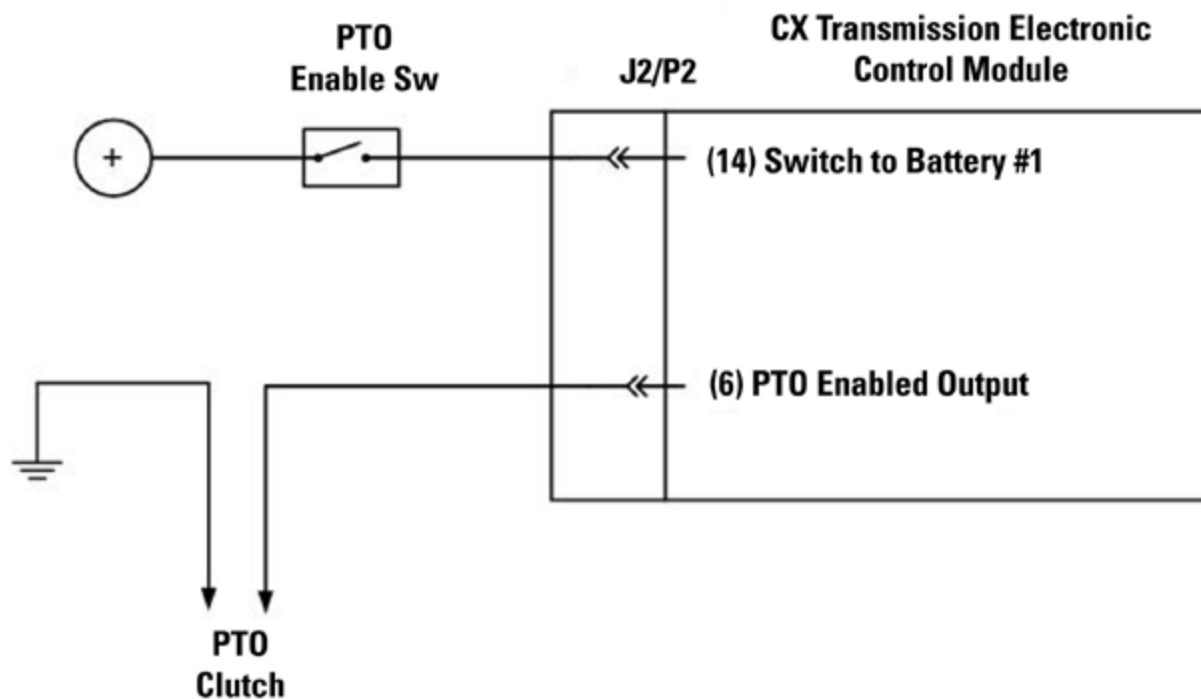 PTO
Enable Sw
J2/P2
CX Transmission Electronic
Control Module
+
(14) Switch to Battery #1
(6) PTO Enabled Output
PTO
Clutch